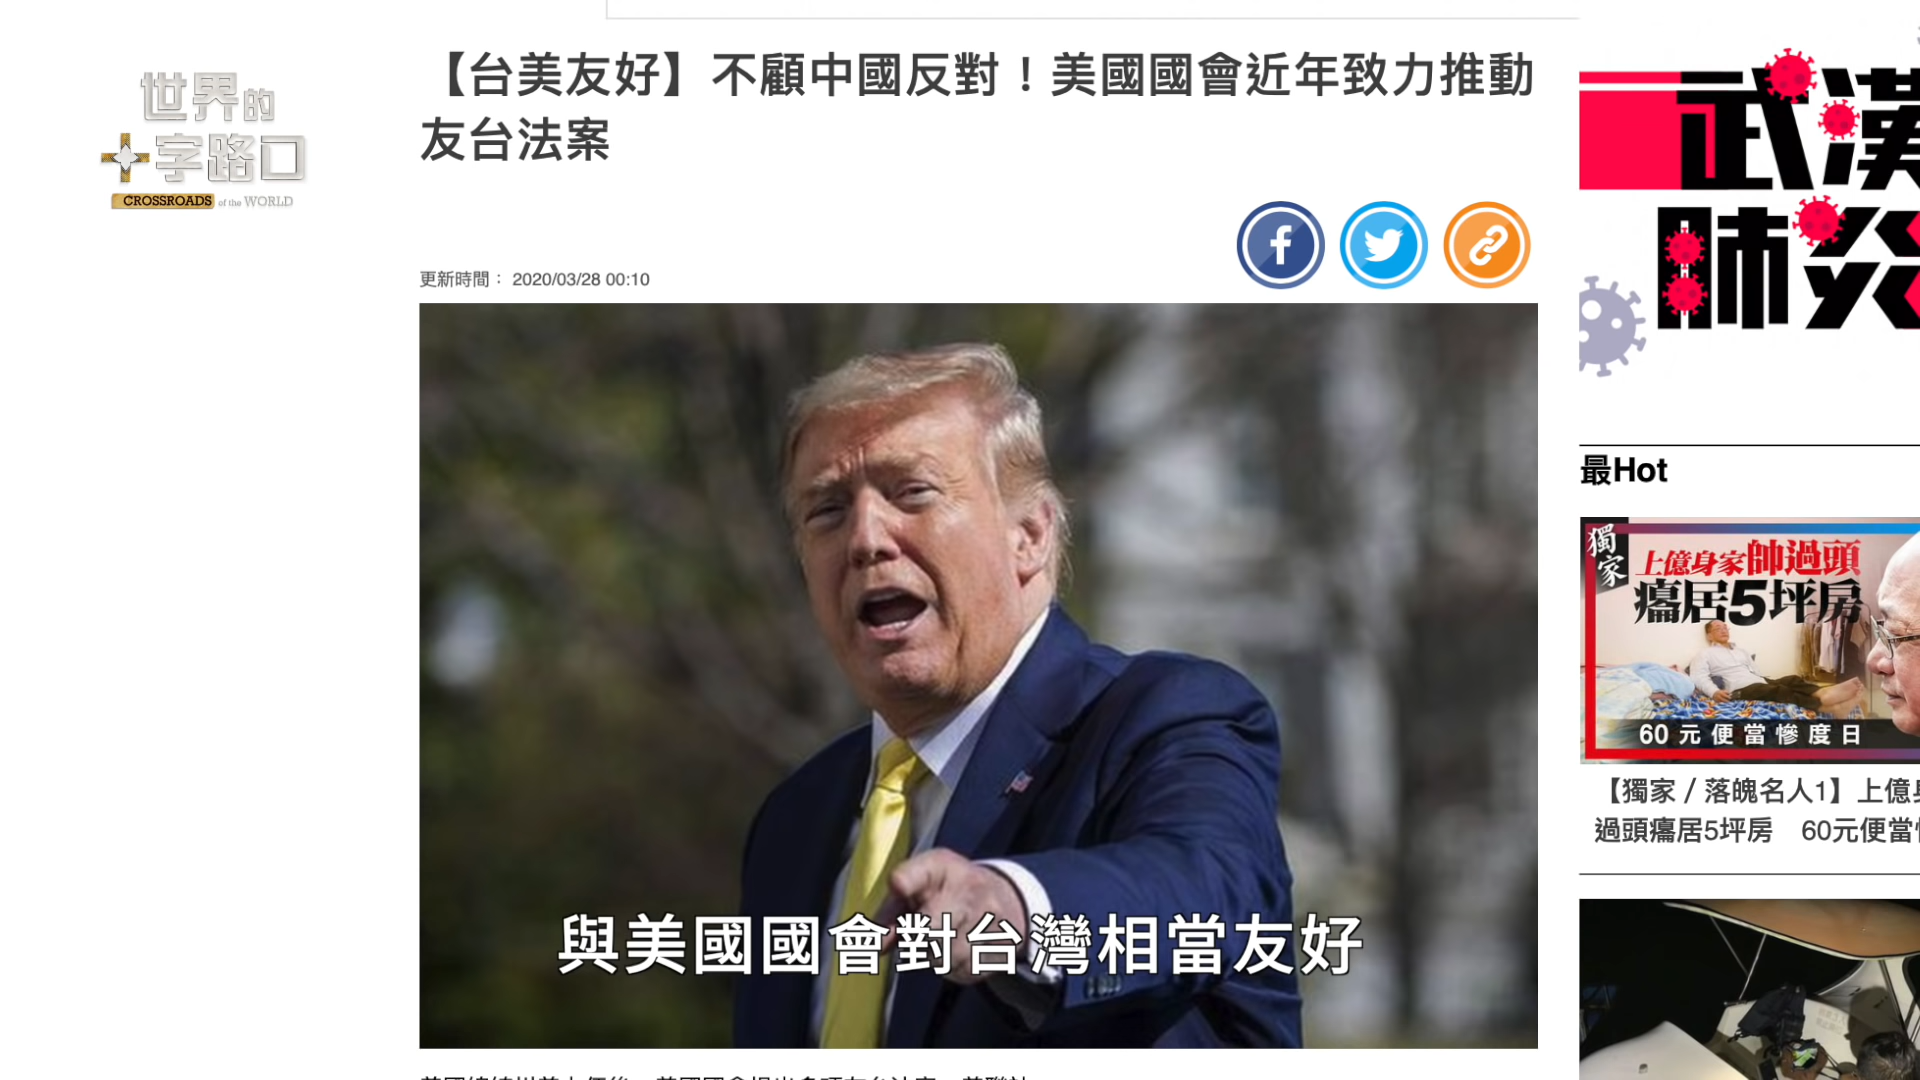 世界的
十字路口
CROSSROADS of the WORLD
【台美友好】不顧中國反對！美國國會近年致力推動
友台法案
更新時間： 2020/03/28 00:10
與美國國會對台灣相當友好
武漢
肺炎
最Hot
獨家
上億身家帥過頭
癟居5坪房
60元便當慘度日
【獨家／落魄名人1】上億
過頭癟居5坪房 60元便當